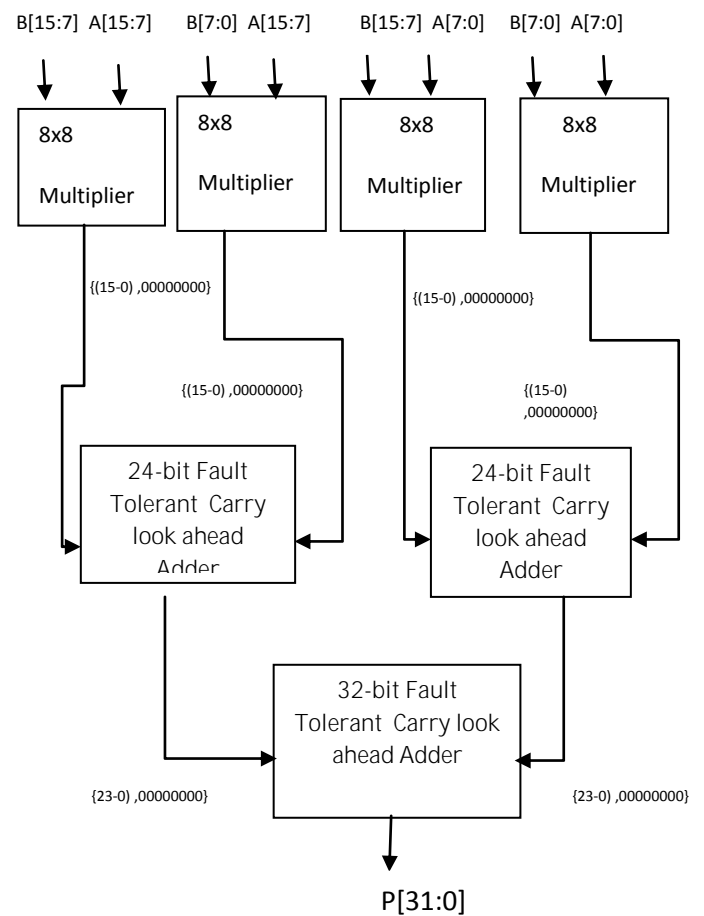 B[15:7] A[15:7] B[7:0] A[15:7] B[15:7] A[7:0] B[7:0] A[7:0]
8x8
Multiplier
8x8
Multiplier
8x8
Multiplier
8x8
Multiplier
{(15-0) ,00000000}
{(15-0) ,00000000}
{(15-0) ,00000000}
{(15-0)
,00000000}
24-bit Fault
Tolerant Carry
look ahead
Adder
24-bit Fault
Tolerant Carry
look ahead
Adder
32-bit Fault
Tolerant Carry look
ahead Adder
{23-0) ,00000000}
{23-0) ,00000000}
P[31:0]